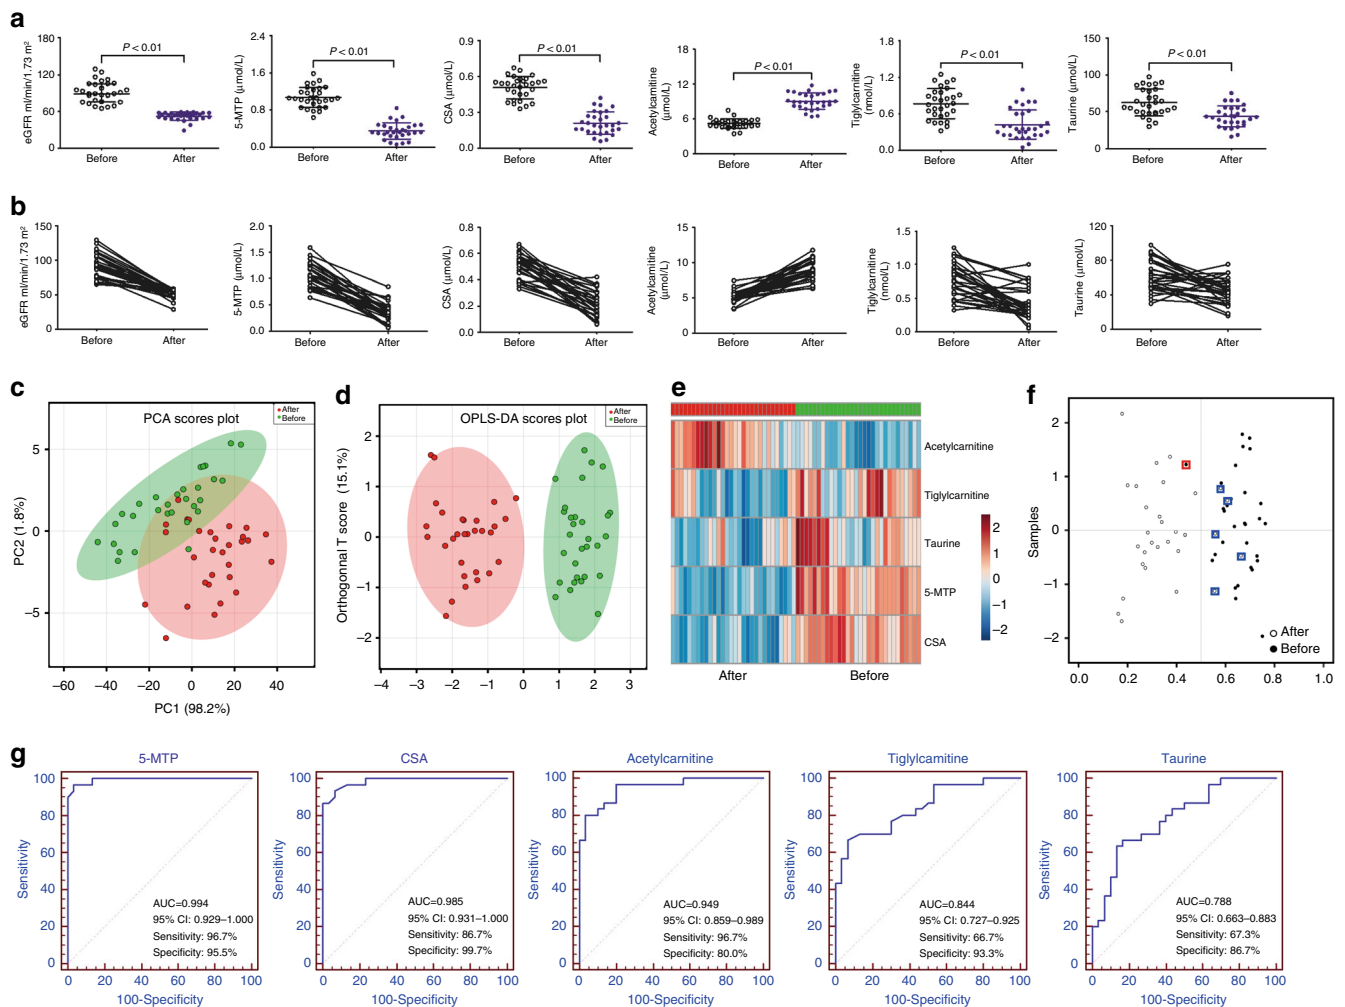 a
eGFR ml/min/1.73 m²
180
120
60
0
P < 0.01
Before
After
5-MTP (μmol/L)
2.4
1.6
0.8
0.0
P < 0.01
Before
After
CSA (μmol/L)
0.9
0.6
0.3
0.0
P < 0.01
Before
After
Acetylcarnitine
(μmol/L)
18
12
6
0
P < 0.01
Before
After
Tiglylcarnitine
(nmol/L)
1.8
1.2
0.6
0.0
P < 0.01
Before
After
Taurine (μmol/L)
150
100
50
0
P < 0.01
Before
After
b
eGFR ml/min/1.73 m²
150
100
50
0
Before
After
5-MTP (μmol/L)
2.0
1.5
1.0
0.5
0.0
Before
After
CSA (μmol/L)
0.8
0.6
0.4
0.2
0.0
Before
After
Acetylcarnitine
(μmol/L)
15
10
5
0
Before
After
Tiglylcarnitine
(nmol/L)
1.5
1.0
0.5
0.0
Before
After
Taurine (μmol/L)
120
80
40
0
Before
After
c
PCA scores plot
After
Before
PC2 (1.8%)
5
0
−5
−60
−40
−20
0
20
40
PC1 (98.2%)
d
OPLS-DA scores plot
After
Before
Orthogonnal T score (15.1%)
2
1
0
−1
−2
−4
−3
−2
−1
0
1
2
3
e
Acetylcarnitine
Tiglylcarnitine
Taurine
5-MTP
CSA
After
Before
2
1
0
−1
−2
f
Samples
2
1
0
−1
−2
After
Before
0.0
0.2
0.4
0.6
0.8
1.0
g
5-MTP
Sensitivity
100
80
60
40
20
0
AUC=0.994
95% CI: 0.929–1.000
Sensitivity: 96.7%
Specificity: 95.5%
0 20 40 60 80 100
100-Specificity
CSA
Sensitivity
100
80
60
40
20
0
AUC=0.985
95% CI: 0.931–1.000
Sensitivity: 86.7%
Specificity: 99.7%
0 20 40 60 80 100
100-Specificity
Acetylcarnitine
Sensitivity
100
80
60
40
20
0
AUC=0.949
95% CI: 0.859–0.989
Sensitivity: 96.7%
Specificity: 80.0%
0 20 40 60 80 100
100-Specificity
Tiglylcarnitine
Sensitivity
100
80
60
40
20
0
AUC=0.844
95% CI: 0.727–0.925
Sensitivity: 66.7%
Specificity: 93.3%
0 20 40 60 80 100
100-Specificity
Taurine
Sensitivity
100
80
60
40
20
0
AUC=0.788
95% CI: 0.663–0.883
Sensitivity: 67.3%
Specificity: 86.7%
0 20 40 60 80 100
100-Specificity